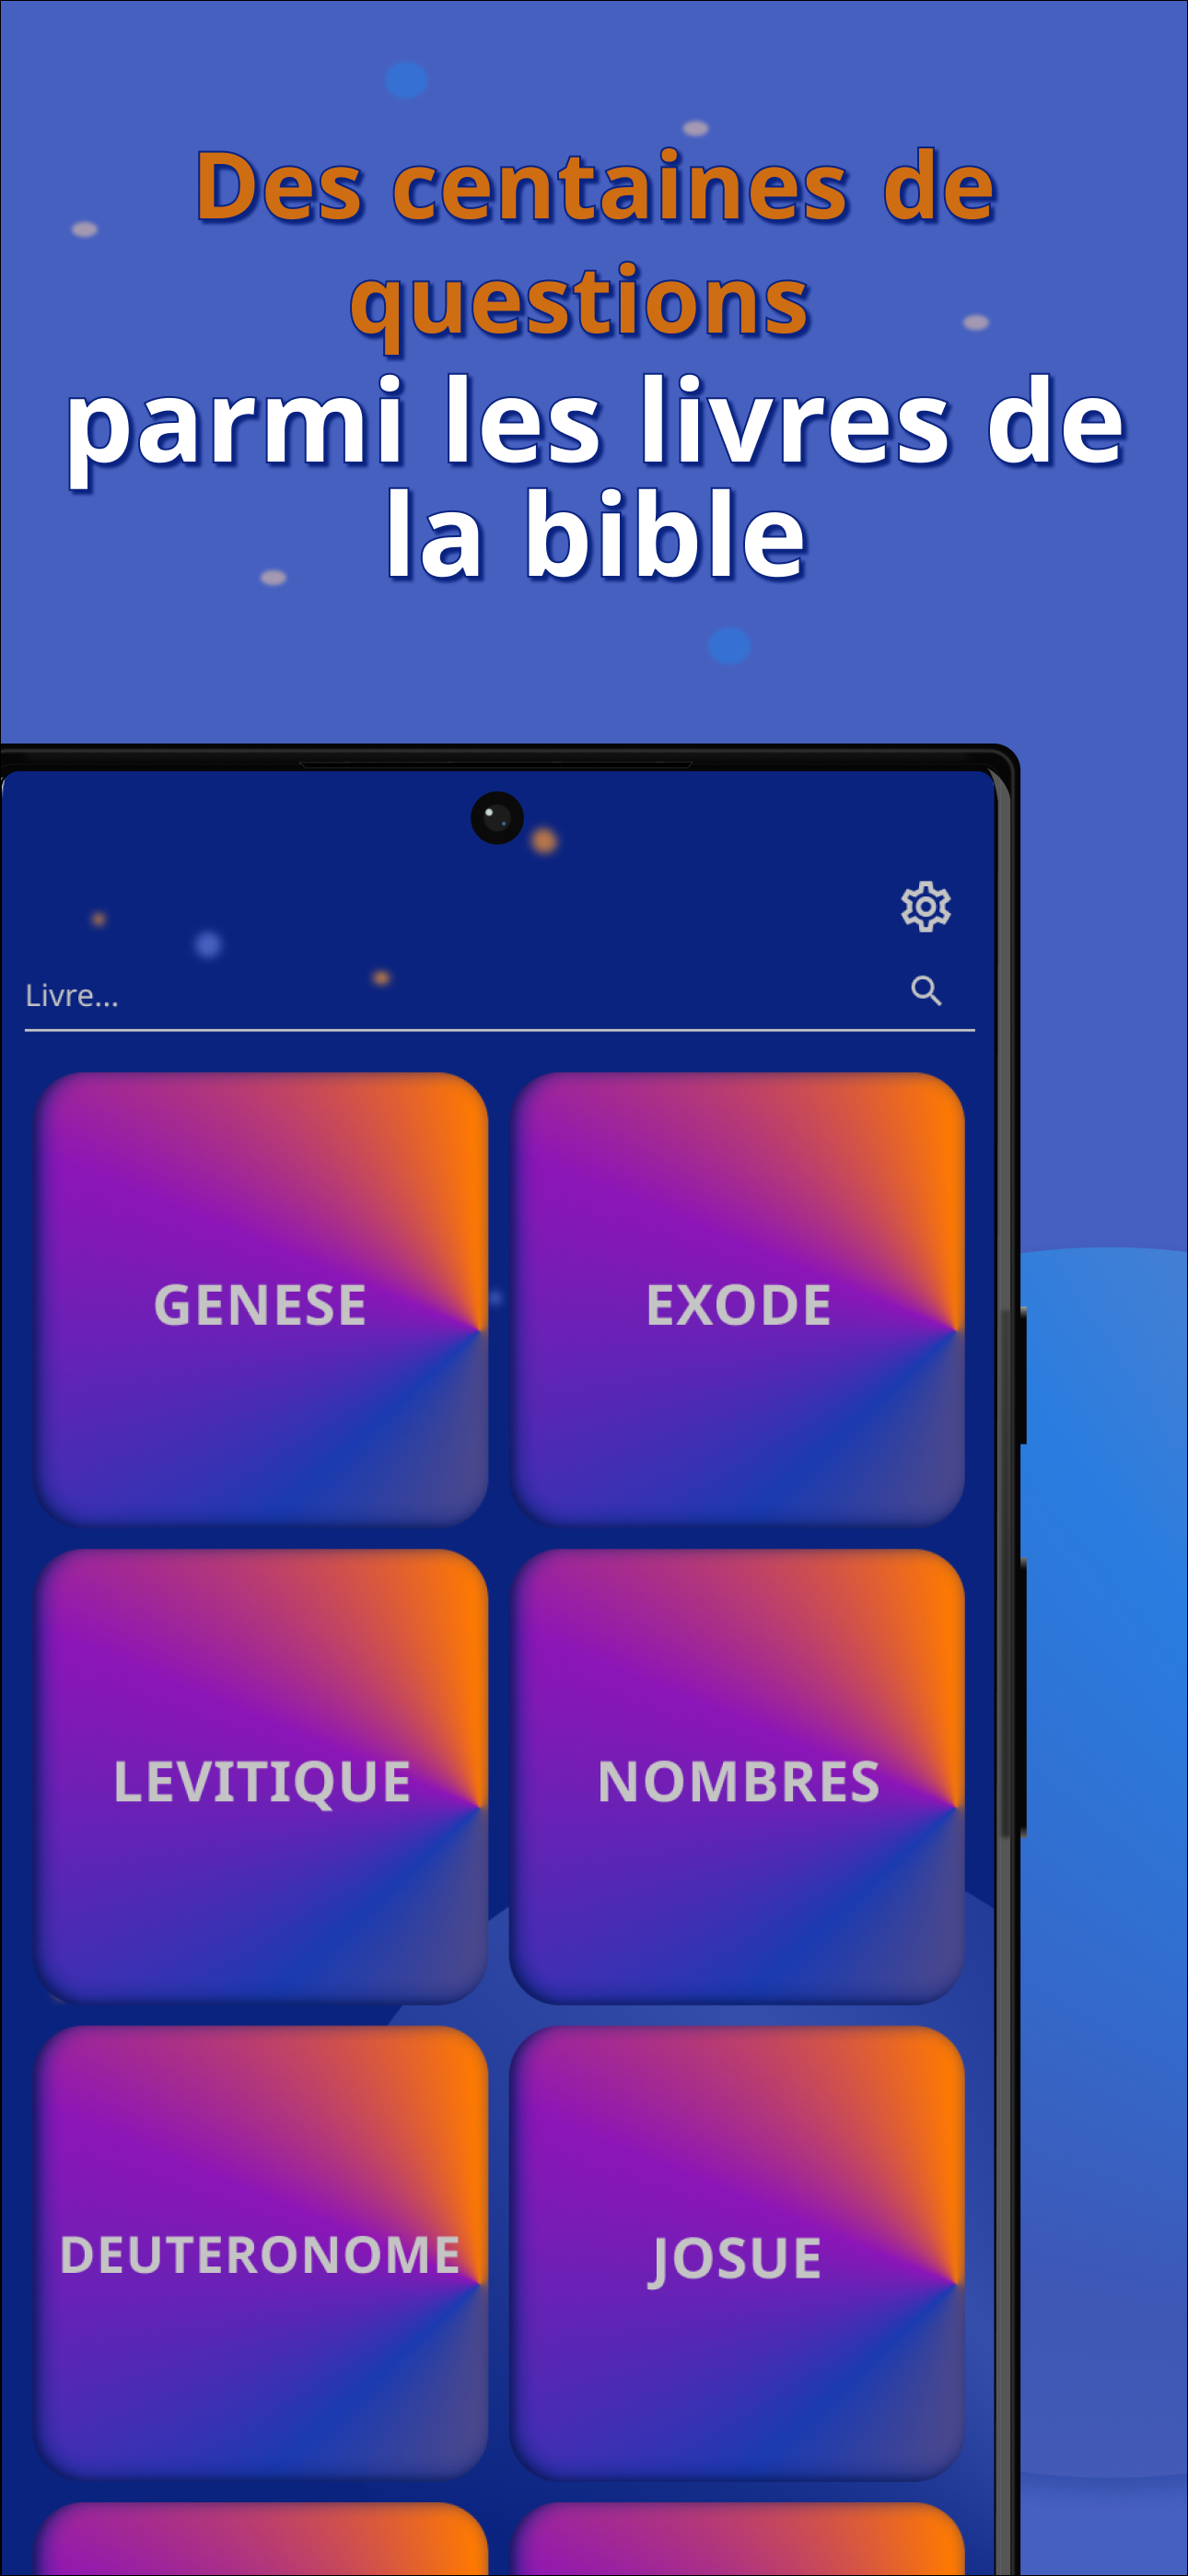 Des centaines de
questions
parmi les livres de
la bible
Livre...
GENESE
EXODE
LEVITIQUE
NOMBRES
DEUTERONOME
JOSUE